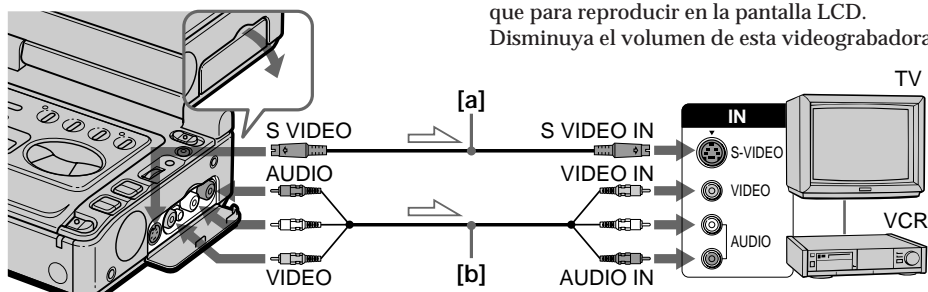 que para reproducir en la pantalla LCD.
Disminuya el volumen de esta videograbadora
TV
[a]
IN
S VIDEO
S VIDEO IN
S-VIDEO
AUDIO
VIDEO IN
VIDEO
VCR
AUDIO
VIDEO
[b]
AUDIO IN